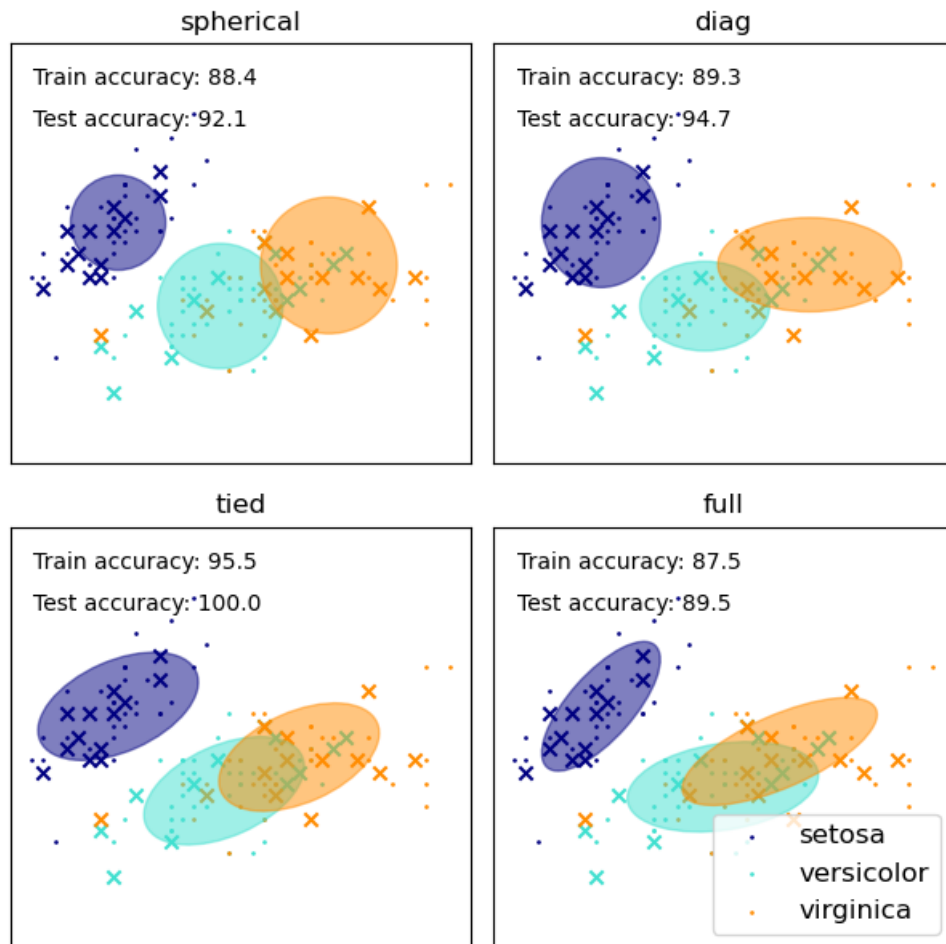 spherical
Train accuracy: 88.4
Test accuracy: 92.1
diag
Train accuracy: 89.3
Test accuracy: 94.7
tied
Train accuracy: 95.5
Test accuracy: 100.0
full
Train accuracy: 87.5
Test accuracy: 89.5
setosa
versicolor
virginica